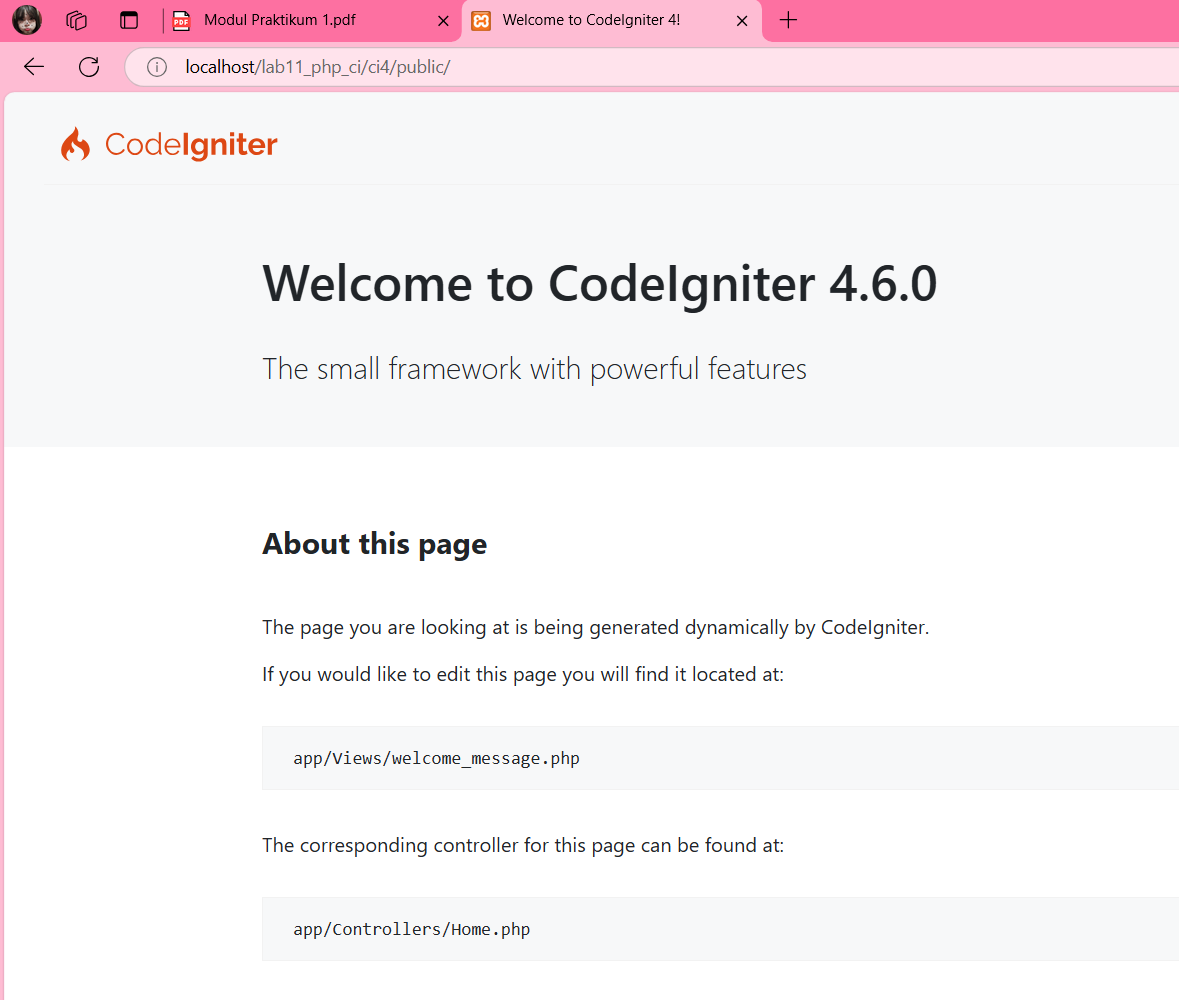 Modul Praktikum 1.pdf
Welcome to CodeIgniter 4!
localhost/lab11_php_ci/ci4/public/
CodeIgniter
Welcome to CodeIgniter 4.6.0
The small framework with powerful features
About this page
The page you are looking at is being generated dynamically by CodeIgniter.
If you would like to edit this page you will find it located at:
app/Views/welcome_message.php
The corresponding controller for this page can be found at:
app/Controllers/Home.php